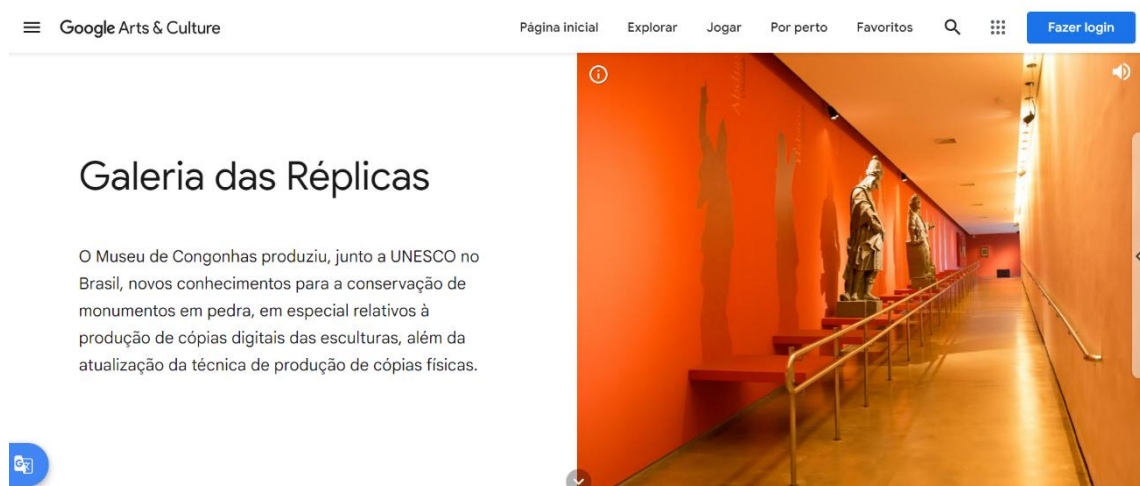 Google Arts & Culture
Página inicial
Explorar
Jogar
Por perto
Favoritos
Fazer login
Galeria das Réplicas
O Museu de Congonhas produziu, junto a UNESCO no
Brasil, novos conhecimentos para a conservação de
monumentos em pedra, em especial relativos à
produção de cópias digitais das esculturas, além da
atualização da técnica de produção de cópias físicas.